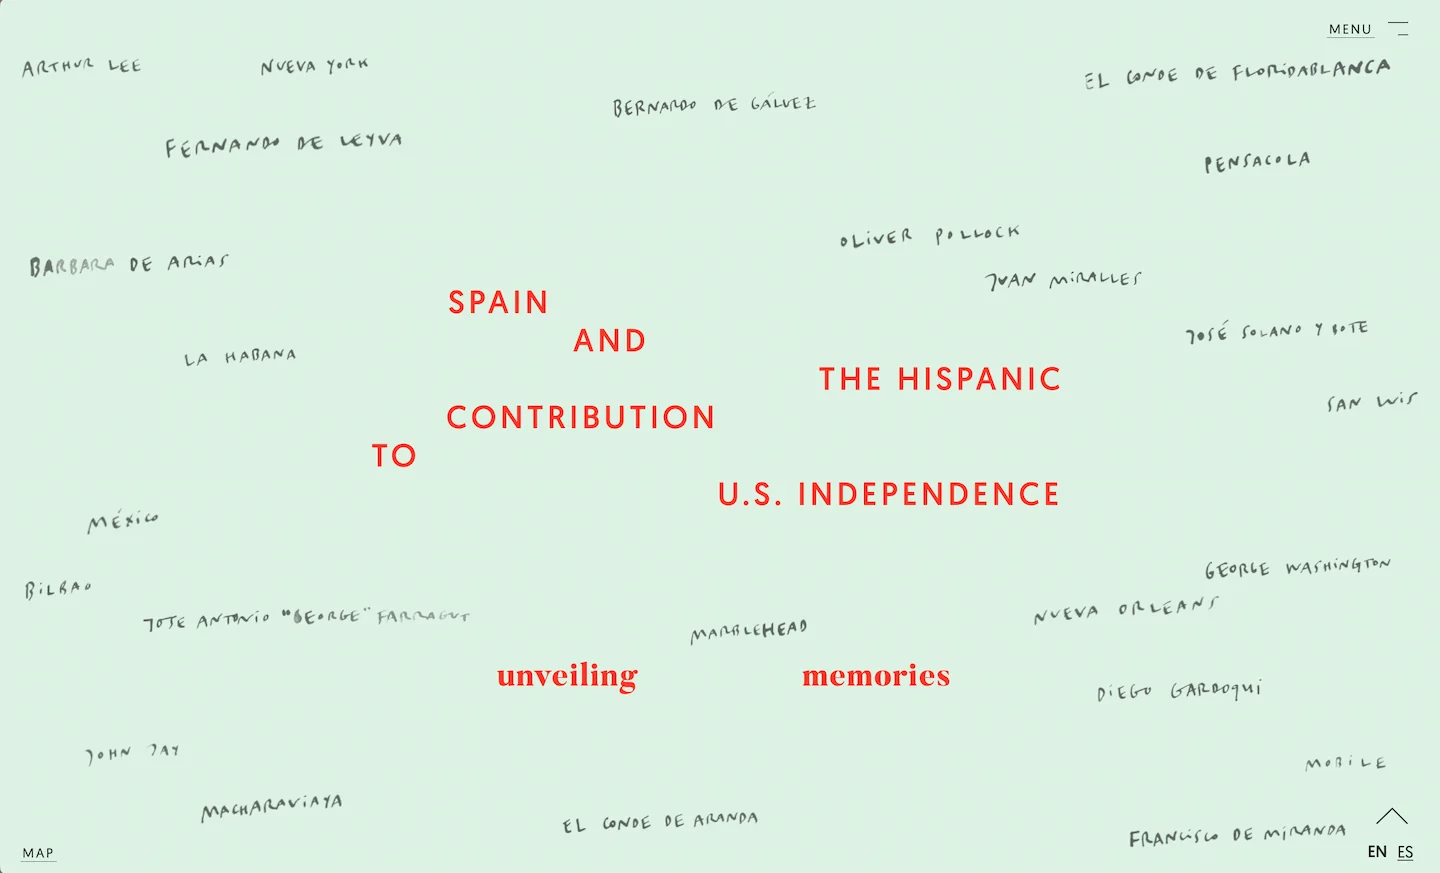 MENU
ARTHUR LEE
NUEVA YORK
EL CONDE DE FLORIDABLANCA
BERNARDO DE GÁLVEZ
FERNANDO DE LEYVA
PENSACOLA
OLIVER POLLOCK
BARBARA DE ARIAS
JUAN MIRALLES
SPAIN
AND
JOSÉ SOLANO Y BOTE
LA HABANA
THE HISPANIC
SAN LUIS
CONTRIBUTION
TO
U.S. INDEPENDENCE
MÉXICO
GEORGE WASHINGTON
BILBAO
NUEVA ORLEANS
JOSE ANTONIO "GEORGE" FARRAGUT
MARBLEHEAD
unveiling memories
DIEGO GARDOQUI
JOHN JAY
MOBILE
MACHARAVIAYA
EL CONDE DE ARANDA
FRANCISCO DE MIRANDA
MAP
EN ES